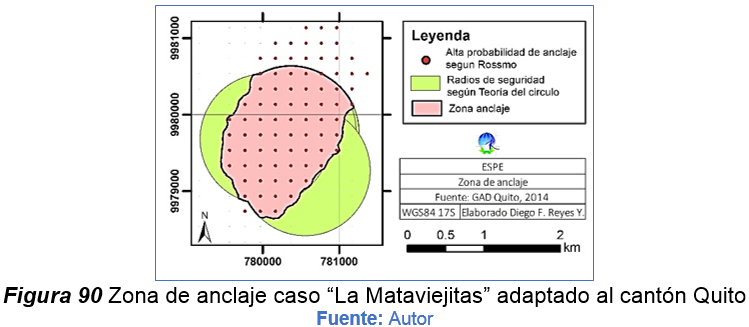 9981000
9980000
9979000
780000
781000
N
Leyenda
Alta probabilidad de anclaje
segun Rossmo
Radios de seguridad
según Teoría del circulo
Zona anclaje
ESPE
Zona de anclaje
Fuente: GAD Quito, 2014
WGS84 17S Elaborado Diego F. Reyes Y.
0 0.5 1 2
km
Figura 90 Zona de anclaje caso “La Mataviejitas” adaptado al cantón Quito
Fuente: Autor